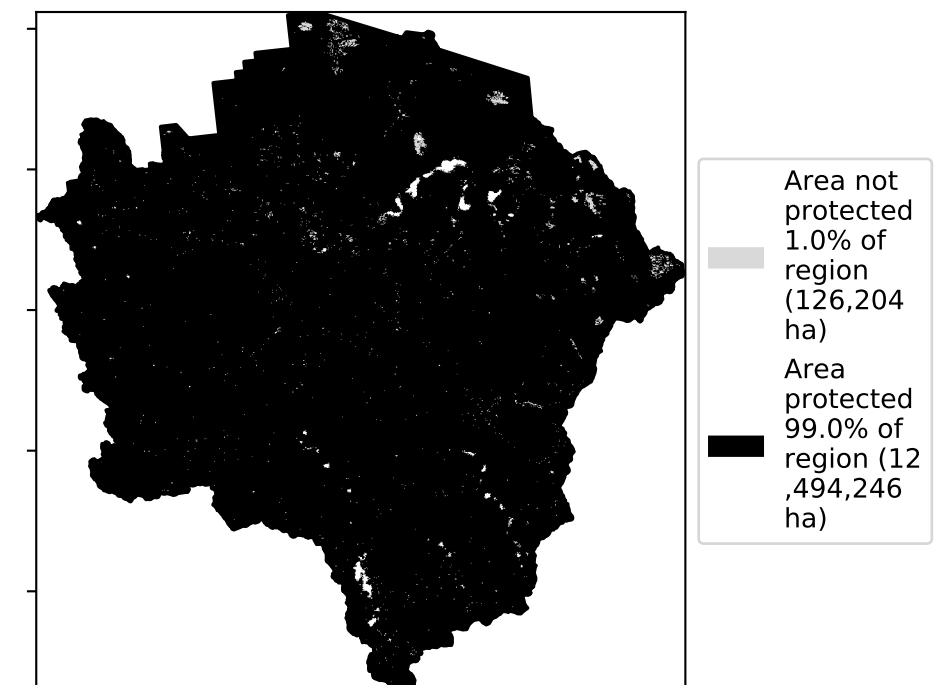 Area not
protected
1.0% of
region
(126,204
ha)
Area
protected
99.0% of
region (12
,494,246
ha)